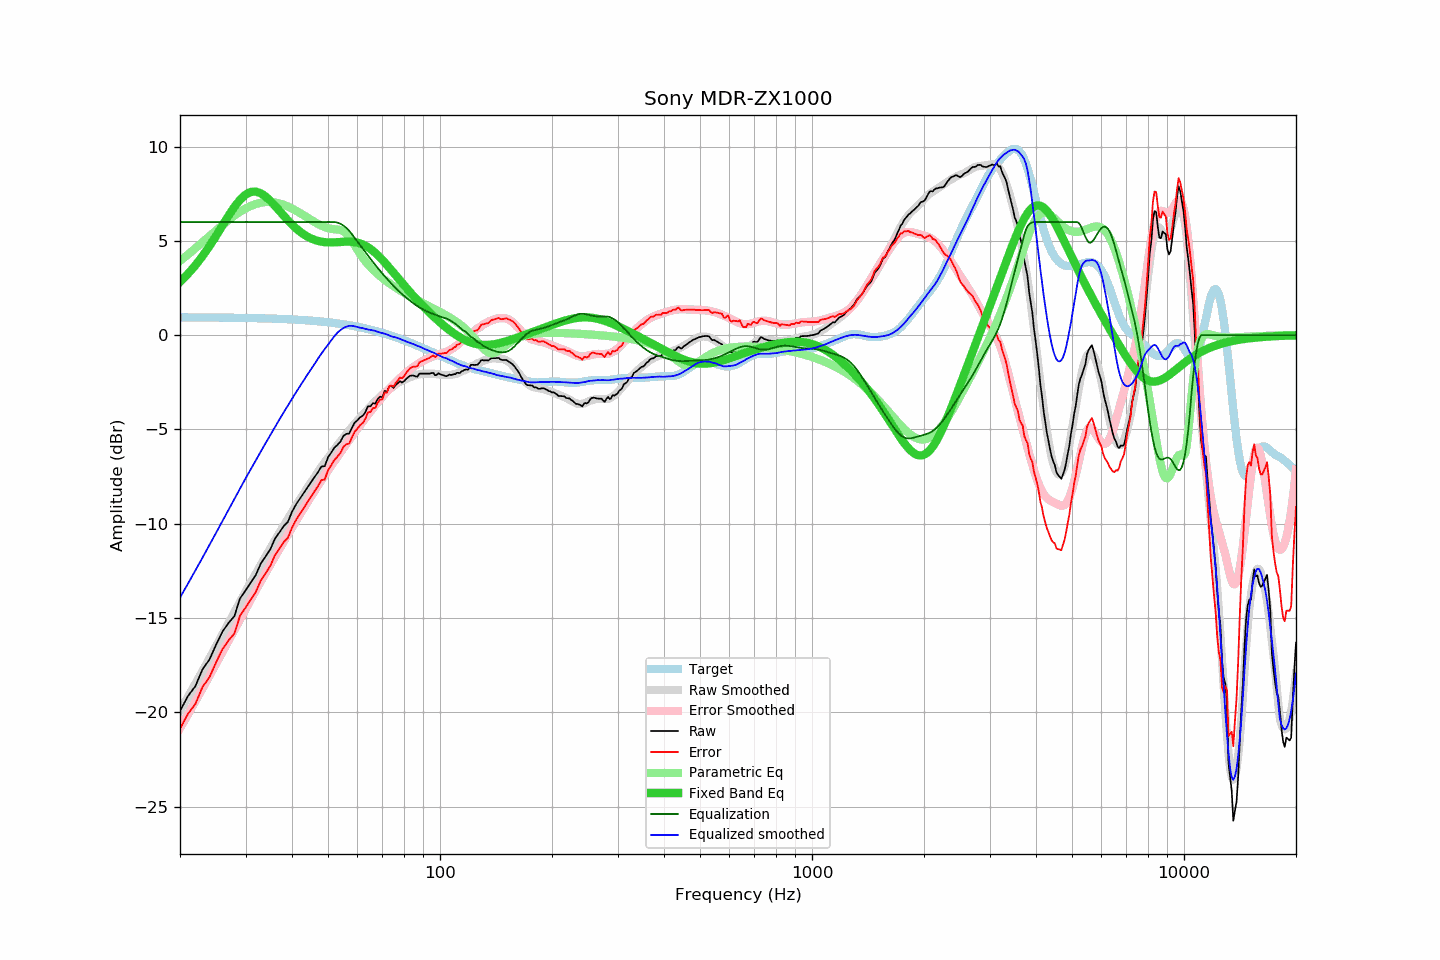 Sony MDR-ZX1000
10
5
0
−5
−10
−15
−20
−25
Amplitude (dBr)
Target
Raw Smoothed
Error Smoothed
Raw
Error
Parametric Eq
Fixed Band Eq
Equalization
Equalized smoothed
100
1000
10000
Frequency (Hz)